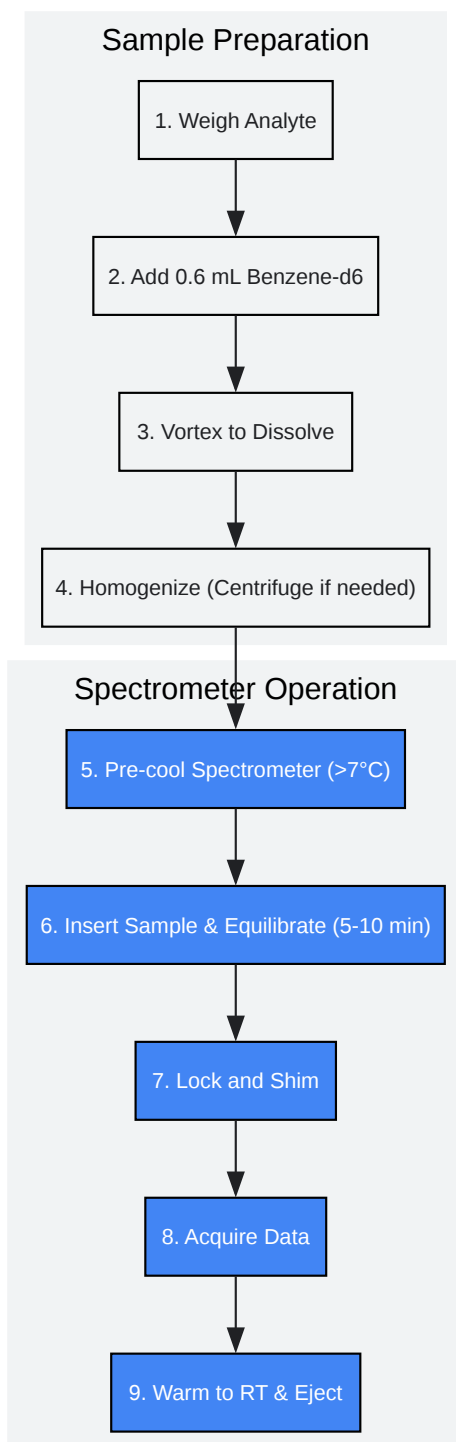 Sample Preparation
1. Weigh Analyte
2. Add 0.6 mL Benzene-d6
3. Vortex to Dissolve
4. Homogenize (Centrifuge if needed)
Spectrometer Operation
5. Pre-cool Spectrometer (>7°C)
6. Insert Sample & Equilibrate (5-10 min)
7. Lock and Shim
8. Acquire Data
9. Warm to RT & Eject